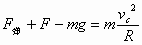 F弹 + F − mg = m v_c² / R